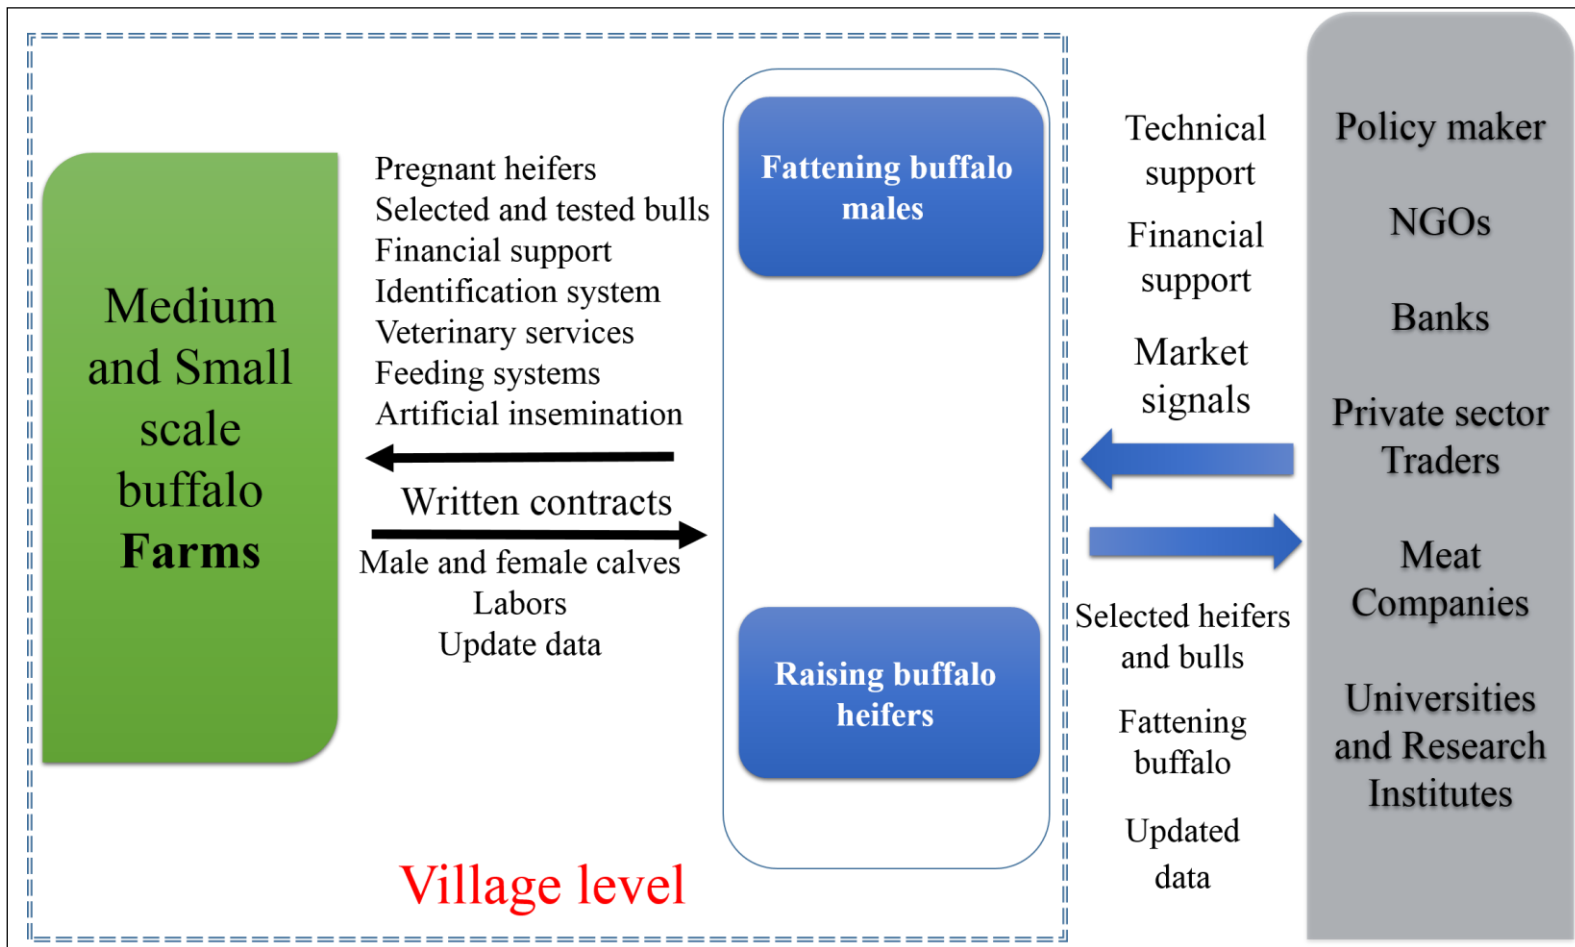 Medium
and Small
scale
buffalo
Farms
Pregnant heifers
Selected and tested bulls
Financial support
Identification system
Veterinary services
Feeding systems
Artificial insemination
Written contracts
Male and female calves
Labors
Update data
Fattening buffalo
males
Raising buffalo
heifers
Village level
Technical
support
Financial
support
Market
signals
Selected heifers
and bulls
Fattening
buffalo
Updated
data
Policy maker
NGOs
Banks
Private sector
Traders
Meat
Companies
Universities
and Research
Institutes